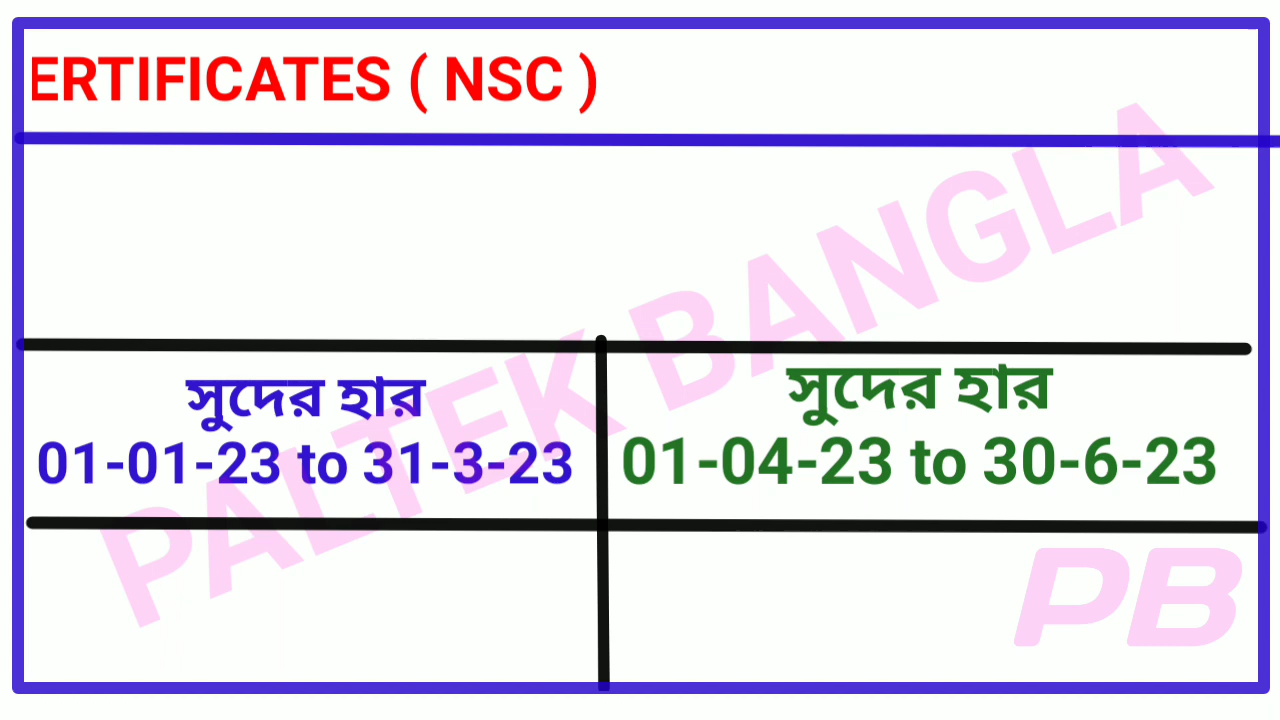 ERTIFICATES ( NSC )
সুদের হার
01-01-23 to 31-3-23
সুদের হার
01-04-23 to 30-6-23
PALTEK BANGLA
PB